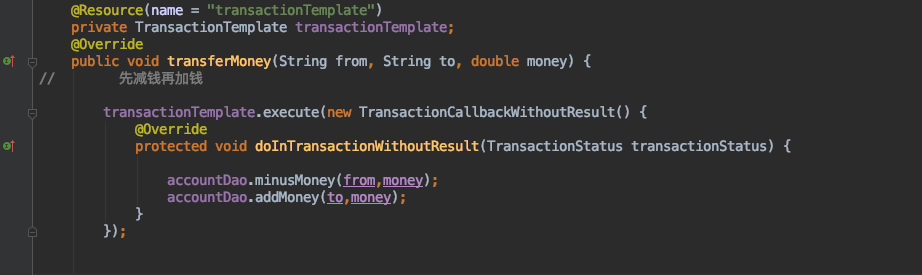 @Resource(name = "transactionTemplate")
private TransactionTemplate transactionTemplate;
@Override
public void transferMoney(String from, String to, double money) {
// 先减钱再加钱
transactionTemplate.execute(new TransactionCallbackWithoutResult() {
@Override
protected void doInTransactionWithoutResult(TransactionStatus transactionStatus) {
accountDao.minusMoney(from,money);
accountDao.addMoney(to,money);
}
});